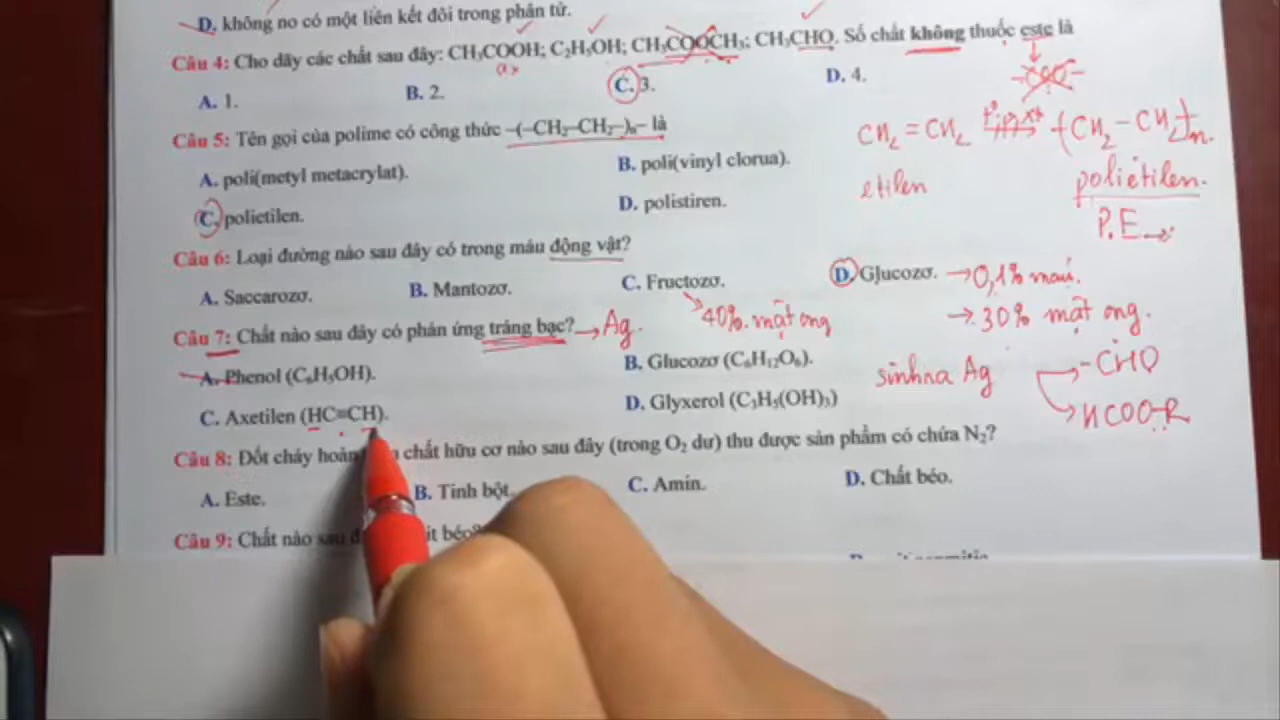 D. không no có một liên kết đôi trong phân tử.
Câu 4: Cho dãy các chất sau đây: CH₃COOH; C₂H₅OH; CH₃COOCH₃; CH₃CHO. Số chất không thuộc este là
A. 1. B. 2. C. 3. D. 4.
Câu 5: Tên gọi của polime có công thức –(–CH₂–CH₂–)ₙ– là
CH₂ = CH₂ (CH₂ - CH₂)n.
A. poli(metyl metacrylat). B. poli(vinyl clorua).
etilen polietilen.
C. polietilen. D. polistiren.
P.E
Câu 6: Loại đường nào sau đây có trong máu động vật?
A. Saccarozơ. B. Mantozơ. C. Fructozơ. D. Glucozơ. → 0,1% máu.
→ 40% mật ong → 30% mật ong.
Câu 7: Chất nào sau đây có phản ứng tráng bạc? → Ag.
A. Phenol (C₆H₅OH). B. Glucozơ (C₆H₁₂O₆).
sinh ra Ag -CHO
HCOO-R
C. Axetilen (HC≡CH). D. Glyxerol (C₃H₅(OH)₃)
Câu 8: Đốt cháy chất hữu cơ nào sau đây (trong O₂ dư) thu được sản phẩm có chứa N₂?
A. Este. B. Tinh bột. C. Amin. D. Chất béo.
Câu 9: Chất nào sau béo?